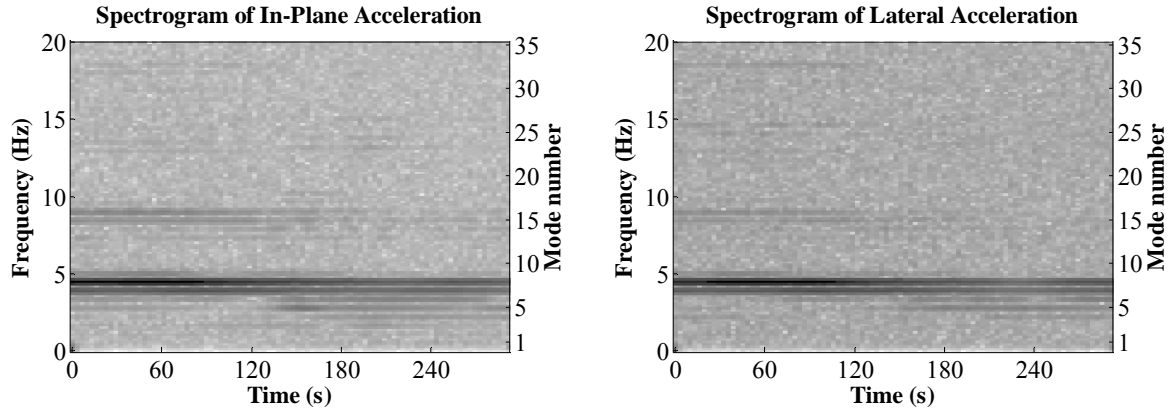 Spectrogram of In-Plane Acceleration
Frequency (Hz)
20
15
10
5
0
0 60 120 180 240
Time (s)
35
30
25
20
15
10
5
1
Mode number
Spectrogram of Lateral Acceleration
Frequency (Hz)
20
15
10
5
0
0 60 120 180 240
Time (s)
35
30
25
20
15
10
5
1
Mode number